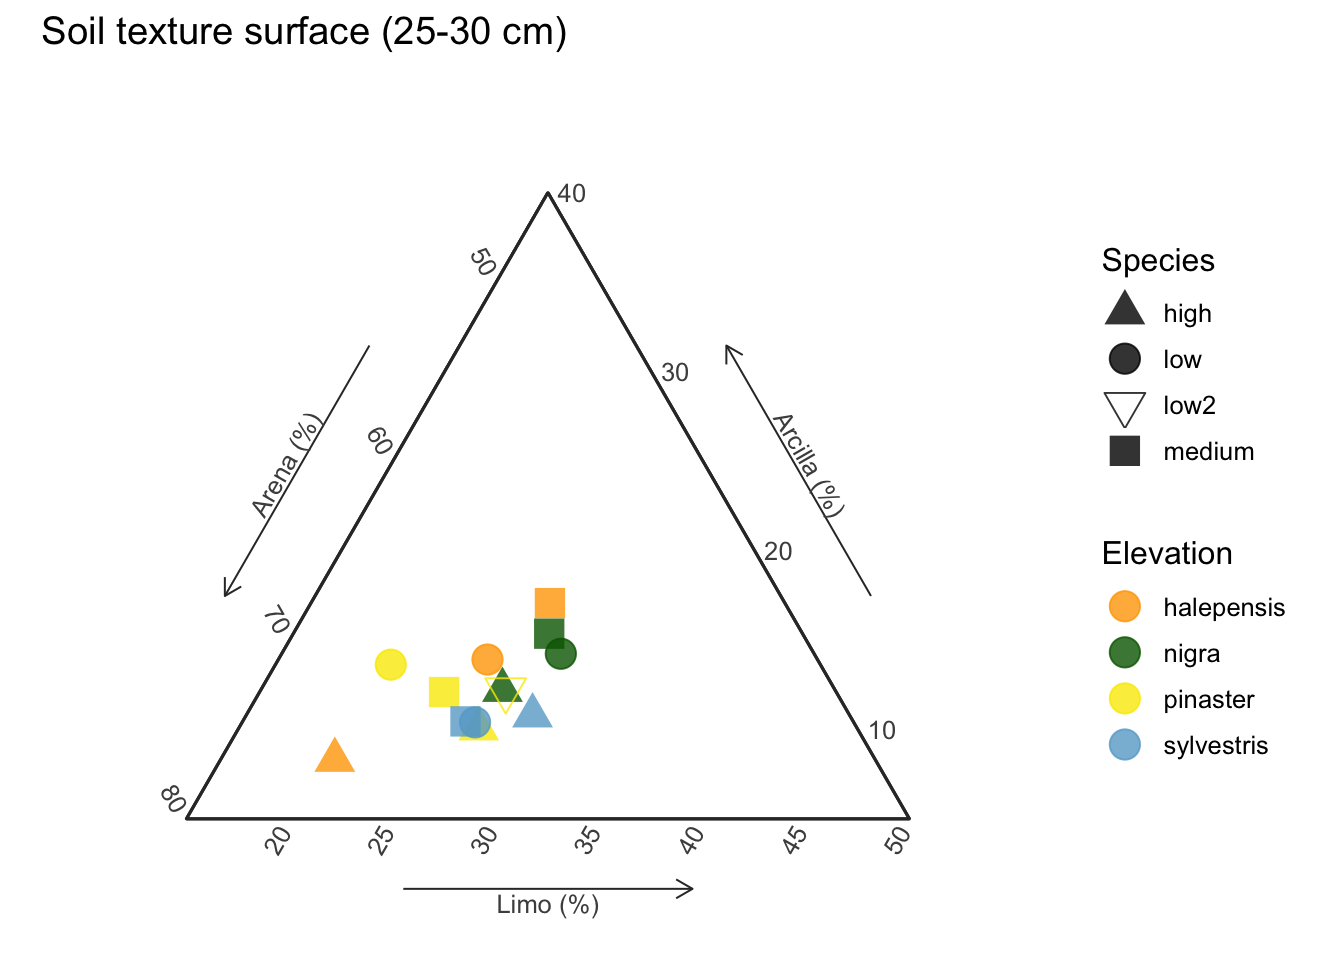 Soil texture surface (25-30 cm)
40
50
30
60
Arena (%)
Arcilla (%)
20
70
10
80
20
25
30
35
40
45
50
Limo (%)
Species
high
low
low2
medium
Elevation
halepensis
nigra
pinaster
sylvestris